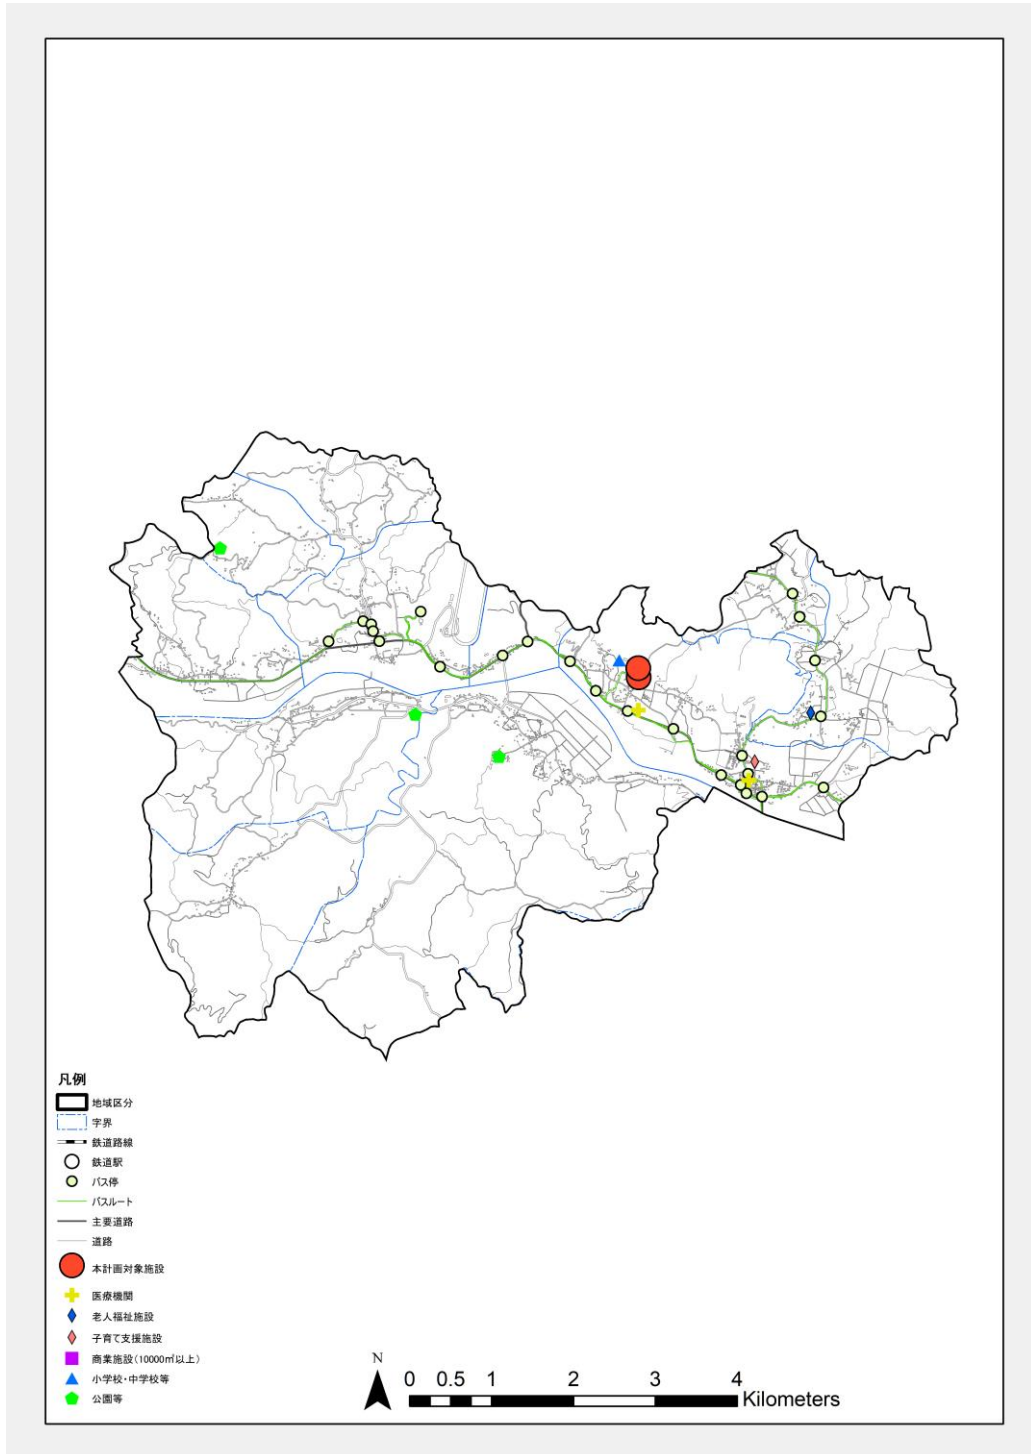 凡例
地域区分
字界
鉄道路線
鉄道駅
バス停
バスルート
主要道路
道路
本計画対象施設
医療機関
老人福祉施設
子育て支援施設
商業施設(10000㎡以上)
小学校・中学校等
公園等
N
0 0.5 1 2 3 4
Kilometers